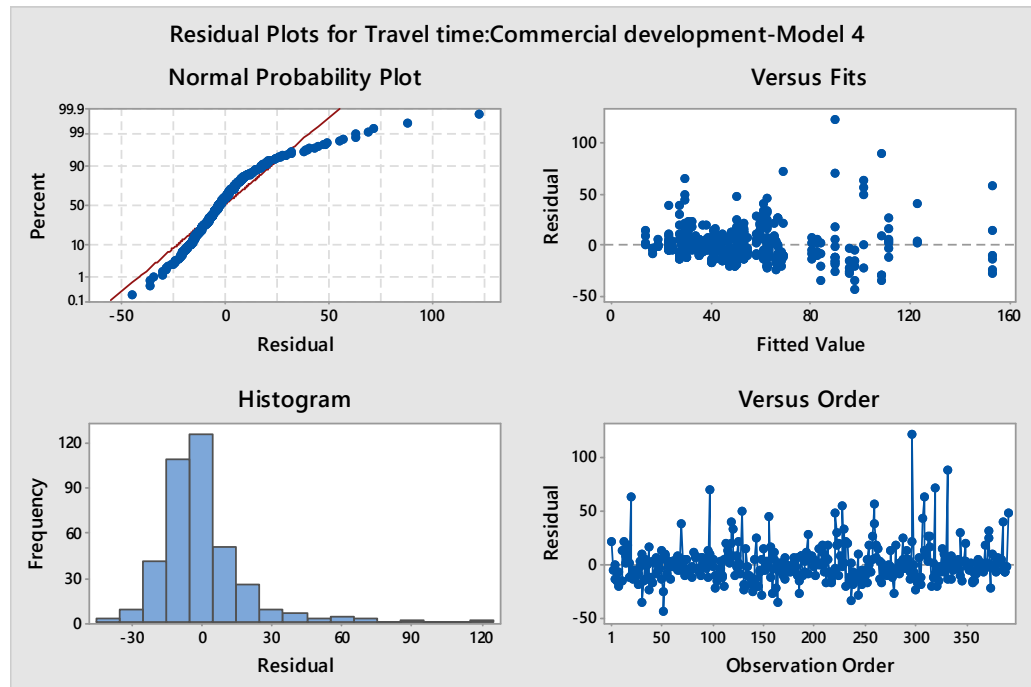 Residual Plots for Travel time:Commercial development-Model 4
Normal Probability Plot
99.9
99
90
50
10
1
0.1
Percent
-50 0 50 100
Residual
Versus Fits
100
50
0
-50
Residual
0 40 80 120 160
Fitted Value
Histogram
120
90
60
30
0
Frequency
-30 0 30 60 90 120
Residual
Versus Order
100
50
0
-50
Residual
1 50 100 150 200 250 300 350
Observation Order